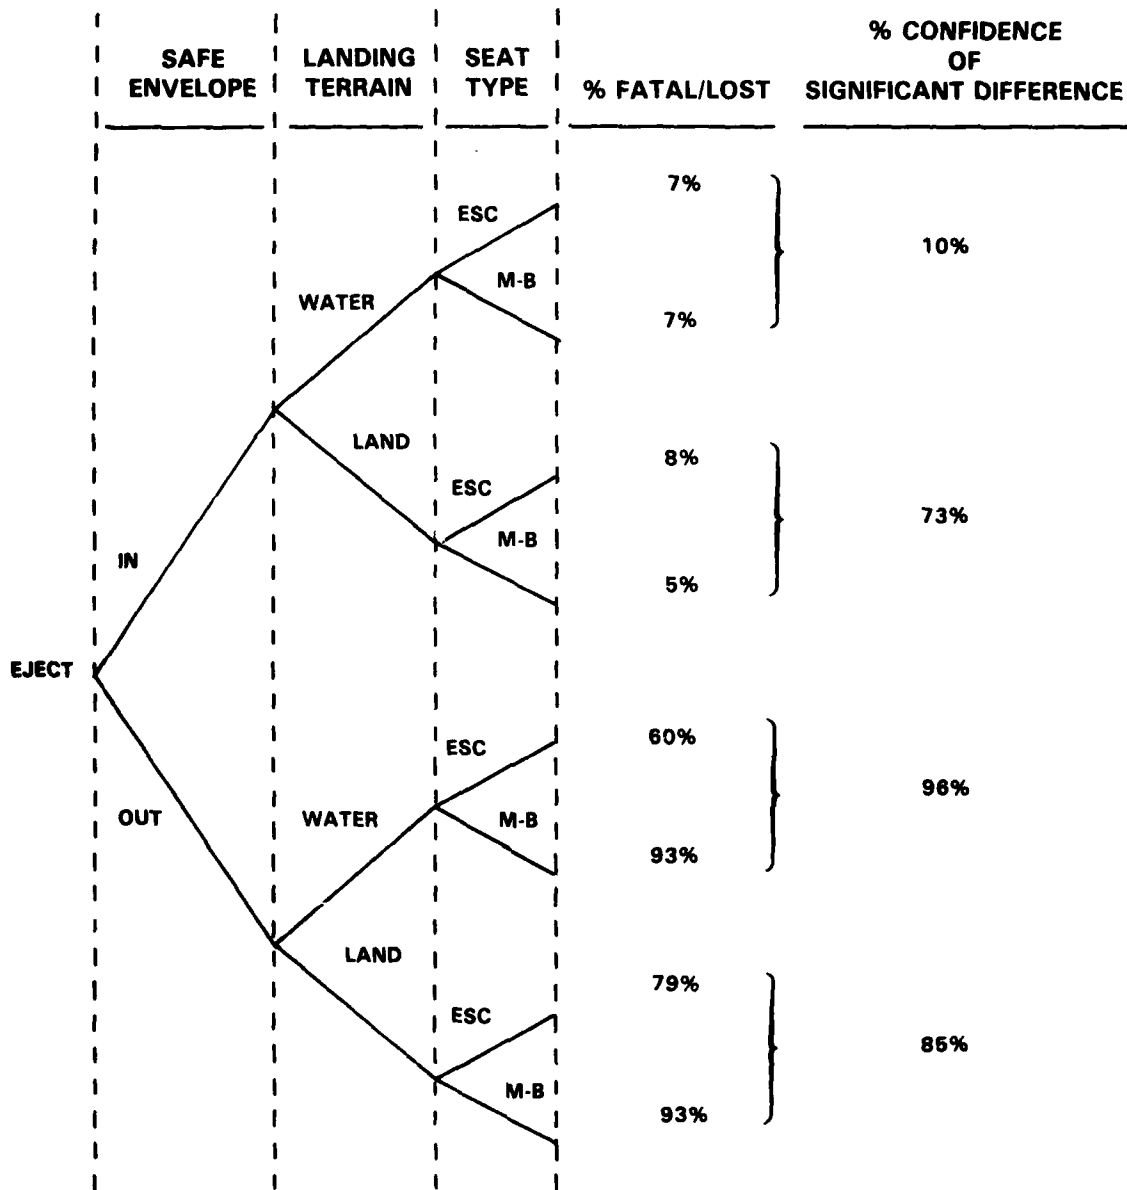 % CONFIDENCE
SAFE LANDING SEAT OF
ENVELOPE TERRAIN TYPE % FATAL/LOST SIGNIFICANT DIFFERENCE
7%
ESC
10%
M-B
WATER
7%
LAND
8%
ESC
73%
M-B
IN
5%
EJECT
60%
ESC
96%
OUT WATER M-B
93%
LAND
79%
ESC
85%
M-B
93%